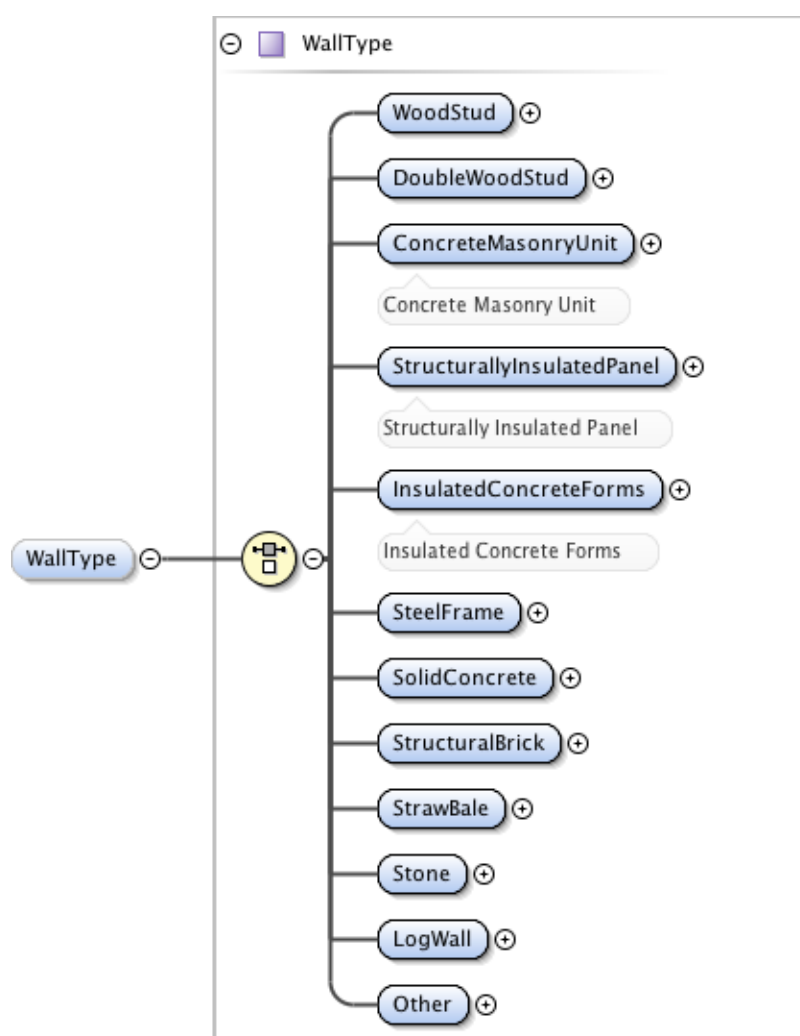 WallType
WoodStud
DoubleWoodStud
ConcreteMasonryUnit
Concrete Masonry Unit
StructurallyInsulatedPanel
Structurally Insulated Panel
InsulatedConcreteForms
Insulated Concrete Forms
WallType
SteelFrame
SolidConcrete
StructuralBrick
StrawBale
Stone
LogWall
Other